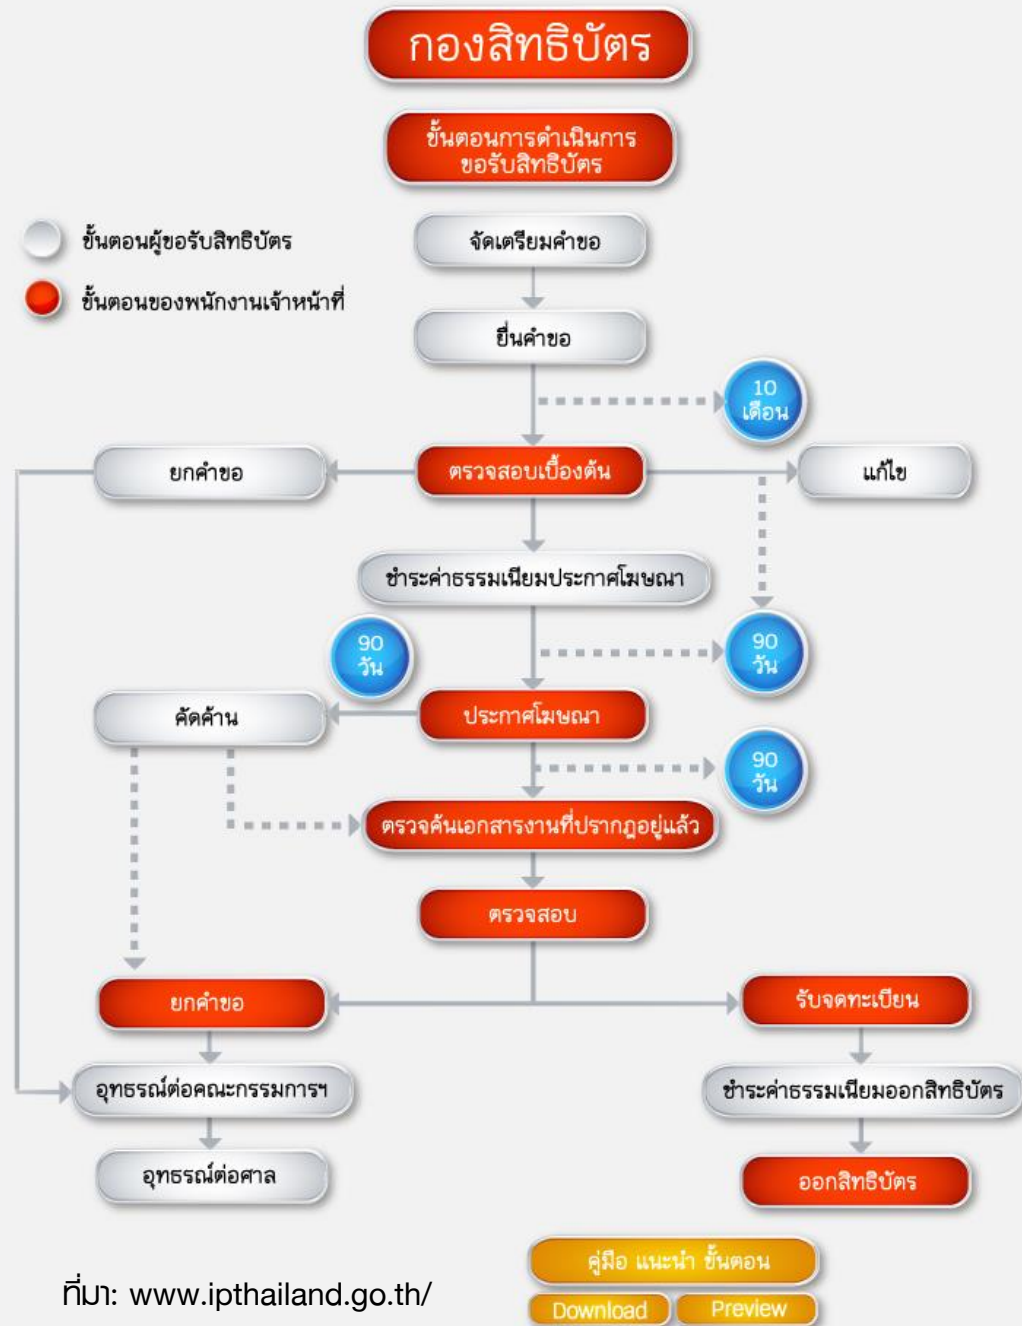 กองสิทธิบัตร
ขั้นตอนการดำเนินการ
ขอรับสิทธิบัตร
ขั้นตอนผู้ขอรับสิทธิบัตร
ขั้นตอนของพนักงานเจ้าหน้าที่
จัดเตรียมคำขอ
ยื่นคำขอ
10
เดือน
ยกคำขอ
ตรวจสอบเบื้องต้น
แก้ไข
ชำระค่าธรรมเนียมประกาศโฆษณา
90
วัน
90
วัน
คัดค้าน
ประกาศโฆษณา
90
วัน
ตรวจค้นเอกสารงานที่ปรากฏอยู่แล้ว
ตรวจสอบ
ยกคำขอ
รับจดทะเบียน
อุทธรณ์ต่อคณะกรรมการฯ
ชำระค่าธรรมเนียมออกสิทธิบัตร
อุทธรณ์ต่อศาล
ออกสิทธิบัตร
คู่มือ แนะนำ ขั้นตอน
Download
Preview
ที่มา: www.ipthailand.go.th/